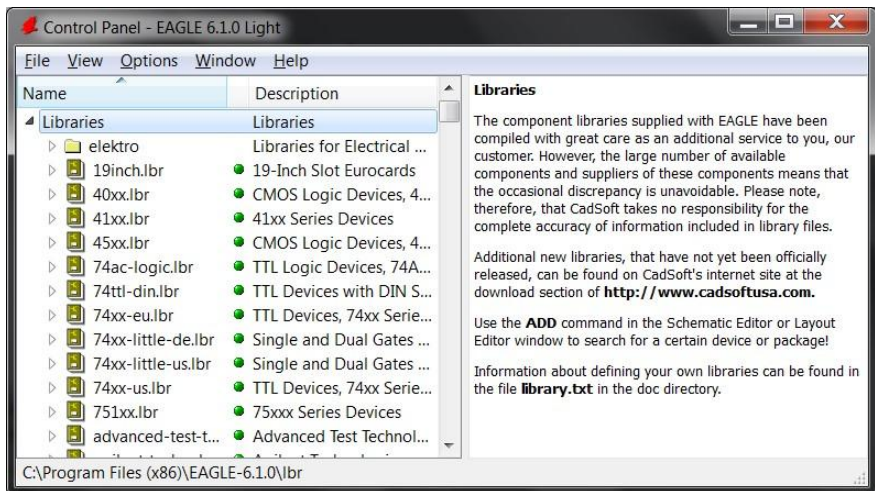 Control Panel - EAGLE 6.1.0 Light
File View Options Window Help
Name Description
Libraries Libraries
elektro Libraries for Electrical ...
19inch.lbr 19-Inch Slot Eurocards
40xx.lbr CMOS Logic Devices, 4...
41xx.lbr 41xx Series Devices
45xx.lbr CMOS Logic Devices, 4...
74ac-logic.lbr TTL Logic Devices, 74A...
74ttl-din.lbr TTL Devices with DIN S...
74xx-eu.lbr TTL Devices, 74xx Serie...
74xx-little-de.lbr Single and Dual Gates ...
74xx-little-us.lbr Single and Dual Gates ...
74xx-us.lbr TTL Devices, 74xx Serie...
751xx.lbr 75xxx Series Devices
advanced-test-t... Advanced Test Technol...
Libraries
The component libraries supplied with EAGLE have been
compiled with great care as an additional service to you, our
customer. However, the large number of available
components and suppliers of these components means that
the occasional discrepancy is unavoidable. Please note,
therefore, that CadSoft takes no responsibility for the
complete accuracy of information included in library files.
Additional new libraries, that have not yet been officially
released, can be found on CadSoft's internet site at the
download section of http://www.cadsoftusa.com.
Use the ADD command in the Schematic Editor or Layout
Editor window to search for a certain device or package!
Information about defining your own libraries can be found in
the file library.txt in the doc directory.
C:\Program Files (x86)\EAGLE-6.1.0\lbr